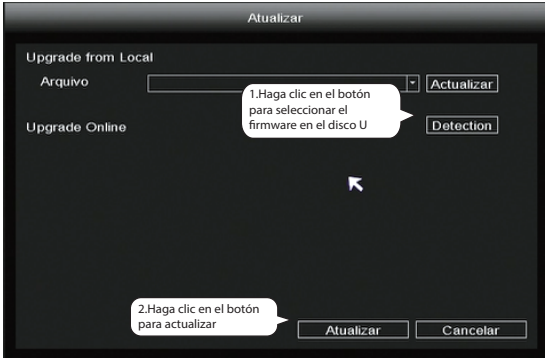 Atualizar
Upgrade from Local
Arquivo
Actualizar
1.Haga clic en el botón
para seleccionar el
firmware en el disco U
Upgrade Online
Detection
2.Haga clic en el botón
para actualizar
Atualizar
Cancelar